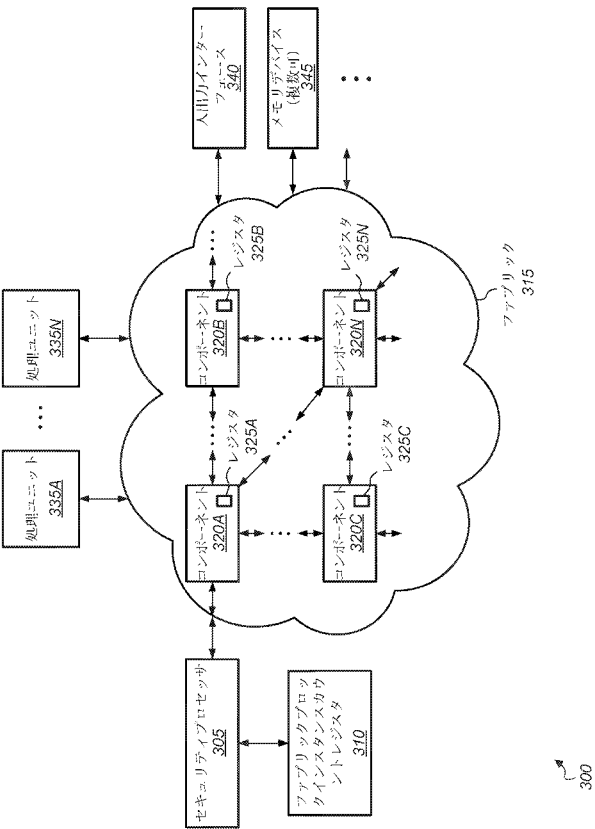 300
セキュリティプロセッサ
305
ファブリックブロッ
クインスタンスカウ
ントレジスタ
310
処理ユニット
335A
処理ユニット
335N
コンポーネント
320A
レジスタ
325A
コンポーネント
320B
レジスタ
325B
コンポーネント
320C
レジスタ
325C
コンポーネント
320N
レジスタ
325N
ファブリック
315
入出力インター
フェース
340
メモリデバイス
(複数可)
345